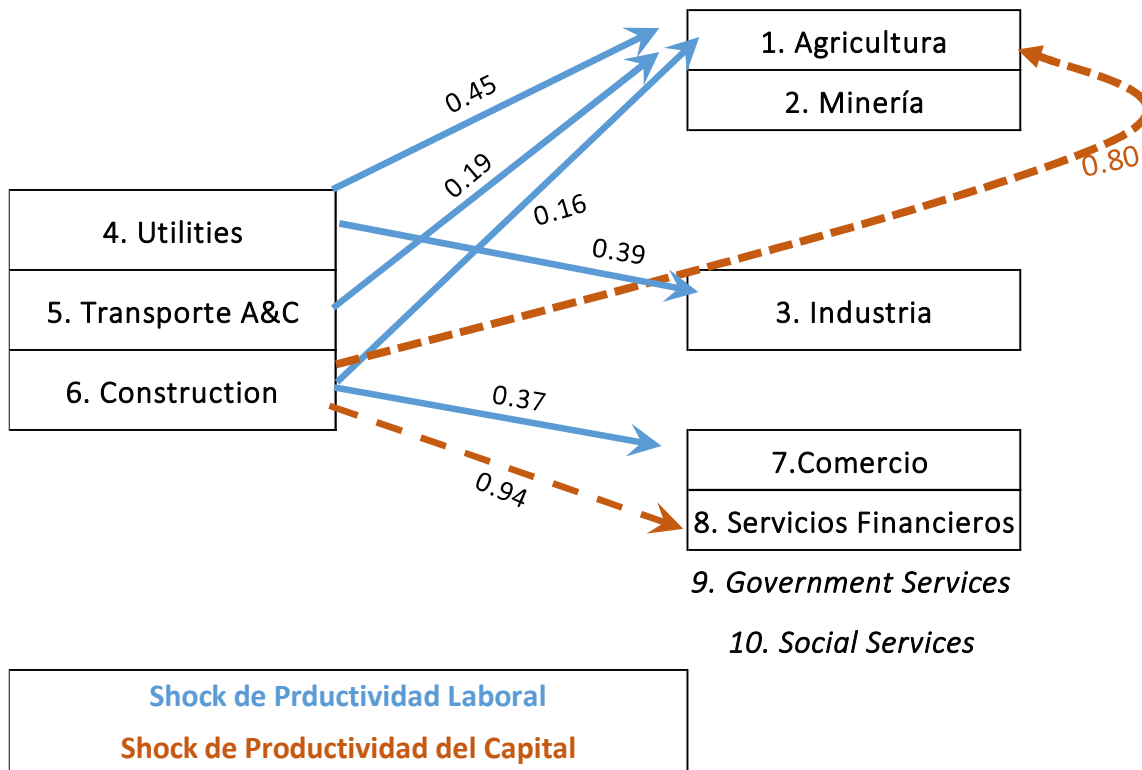 1. Agricultura
2. Minería
0.45
0.19
0.16
0.80
4. Utilities
0.39
5. Transporte A&C
3. Industria
6. Construction
0.37
7.Comercio
0.94
8. Servicios Financieros
9. Government Services
10. Social Services
Shock de Prductividad Laboral
Shock de Productividad del Capital